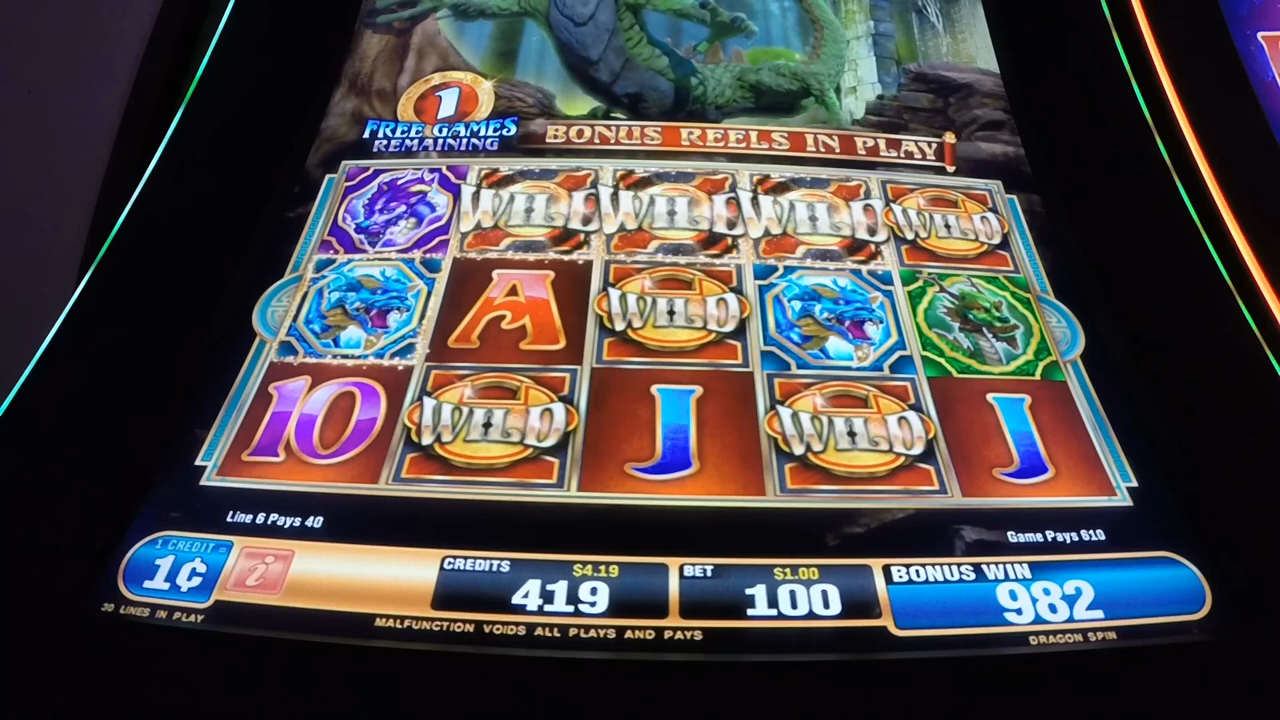 1
FREE GAMES
REMAINING
BONUS REELS IN PLAY
WILD WILD WILD WILD
A WILD
10 WILD J WILD J
Line 6 Pays 40
Game Pays 610
1 CREDIT =
1¢
i
CREDITS $4.19
419
BET $1.00
100
BONUS WIN
982
30 LINES IN PLAY
MALFUNCTION VOIDS ALL PLAYS AND PAYS
DRAGON SPIN